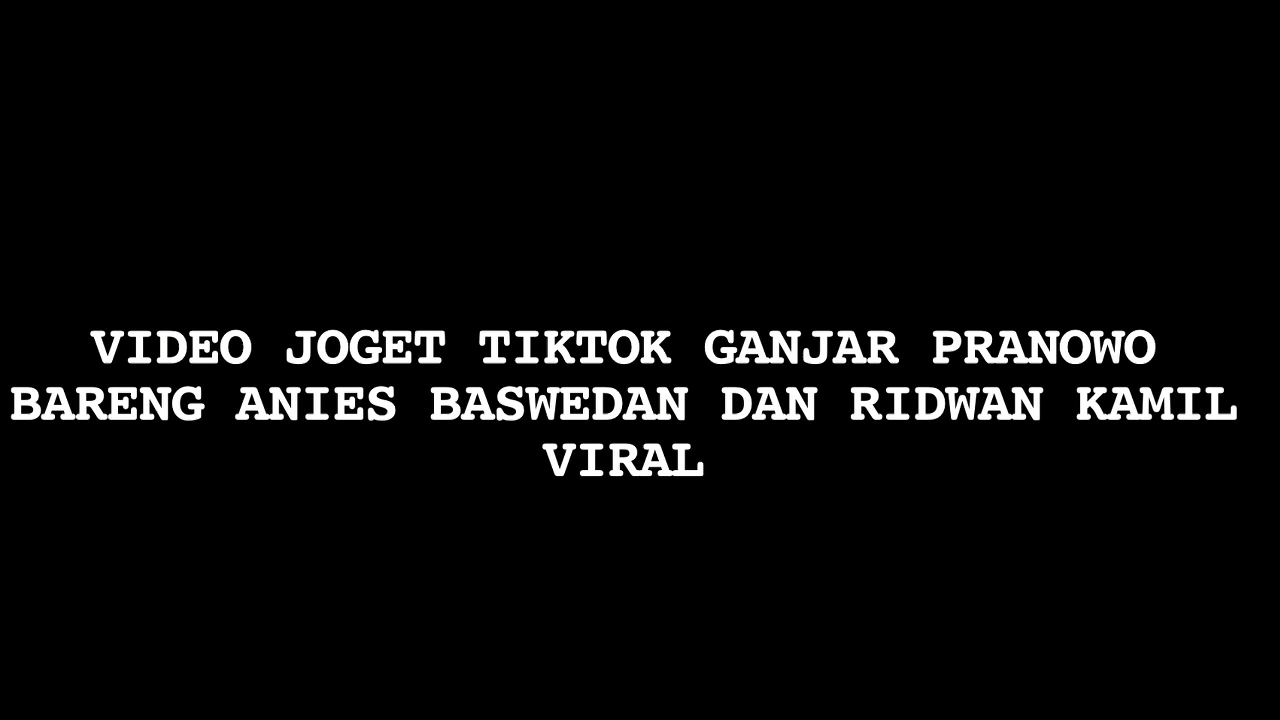 VIDEO JOGET TIKTOK GANJAR PRANOWO
BARENG ANIES BASWEDAN DAN RIDWAN KAMIL
VIRAL